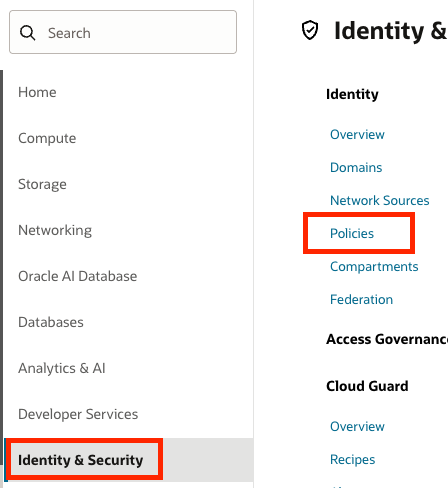 Search
Home
Compute
Storage
Networking
Oracle AI Database
Databases
Analytics & AI
Developer Services
Identity & Security
Identity &
Identity
Overview
Domains
Network Sources
Policies
Compartments
Federation
Access Governance
Cloud Guard
Overview
Recipes